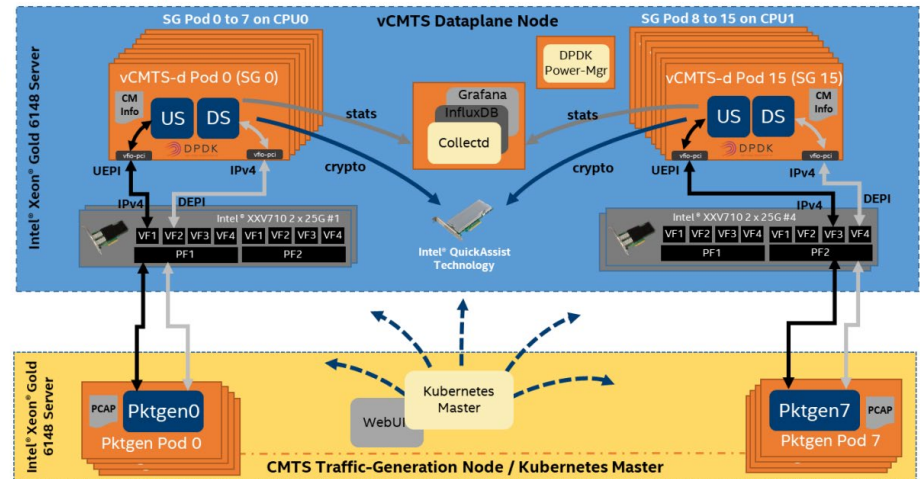 SG Pod 0 to 7 on CPU0
vCMTS Dataplane Node
SG Pod 8 to 15 on CPU1
Intel® Xeon® Gold 6148 Server
vCMTS-d Pod 0 (SG 0)
CM
Info
US
DS
DPDK
vfio-pci
vfio-pci
UEPI
IPv4
IPv4
DEPI
stats
crypto
Grafana
InfluxDB
Collectd
DPDK
Power-Mgr
stats
crypto
vCMTS-d Pod 15 (SG 15)
CM
Info
US
DS
DPDK
vfio-pci
vfio-pci
UEPI
IPv4
IPv4
DEPI
Intel® XXV710 2 x 25G #1
VF1 VF2 VF3 VF4 VF1 VF2 VF3 VF4
PF1 PF2
Intel® QuickAssist
Technology
Intel® XXV710 2 x 25G #4
VF1 VF2 VF3 VF4 VF1 VF2 VF3 VF4
PF1 PF2
Intel® Xeon® Gold
6148 Server
PCAP
Pktgen0
Pktgen Pod 0
Kubernetes
Master
WebUI
Pktgen7
PCAP
Pktgen Pod 7
CMTS Traffic-Generation Node / Kubernetes Master